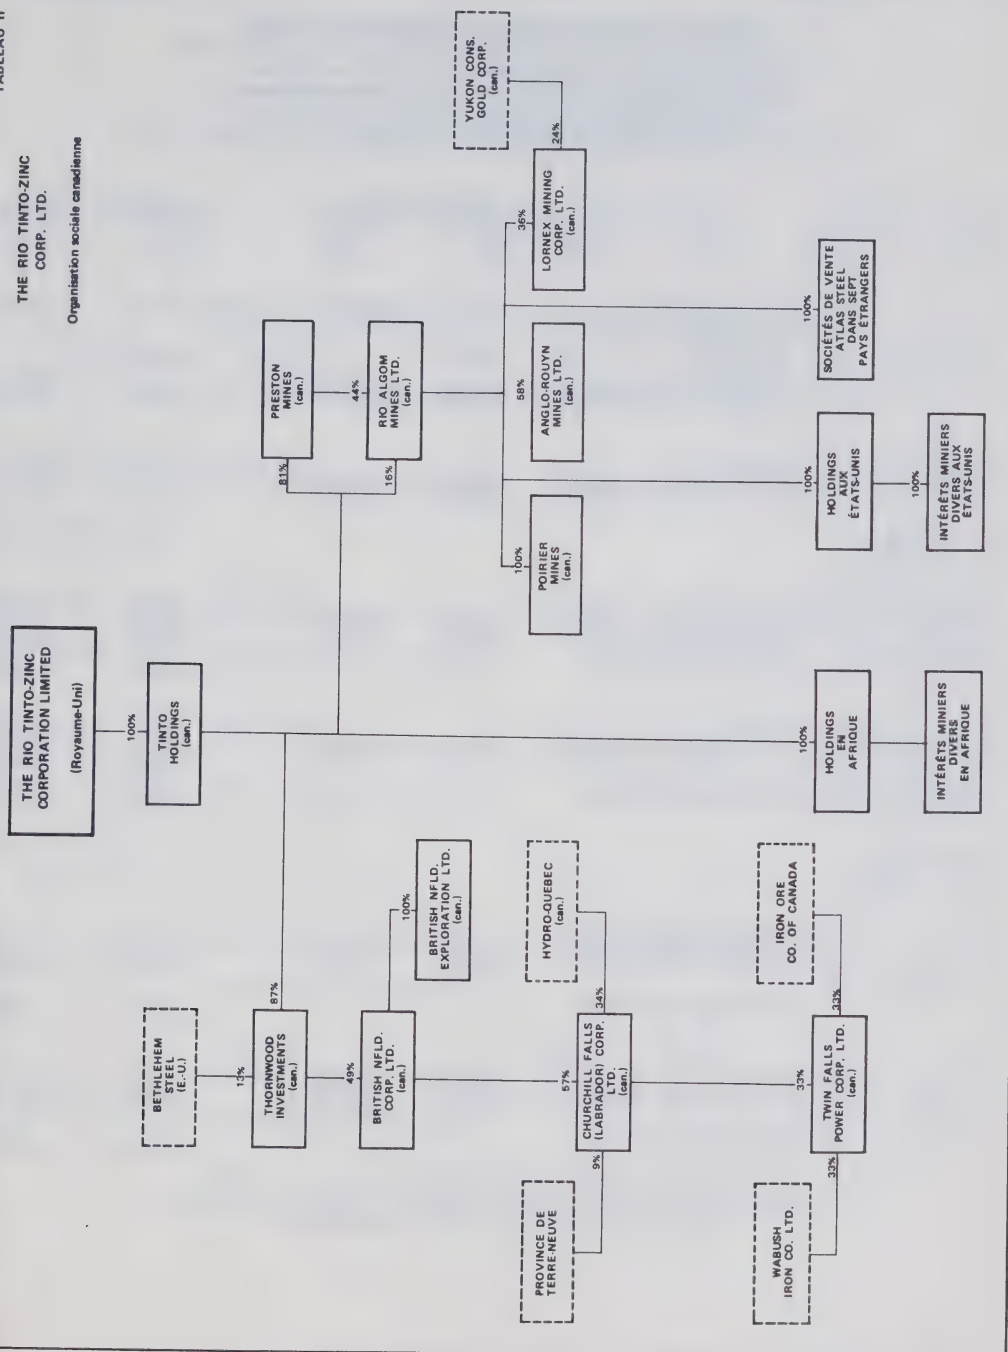 THE RIO TINTO-ZINC
CORP. LTD.
Organisation sociale canadienne
THE RIO TINTO-ZINC
CORPORATION LIMITED
(Royaume-Uni)
100%
TINTO
HOLDINGS
(can.)
BETHLEHEM
STEEL
(E.-U.)
13%
87%
THORNWOOD
INVESTMENTS
(can.)
49%
BRITISH NFLD.
CORP. LTD.
(can.)
100%
BRITISH NFLD.
EXPLORATION LTD.
(can.)
PROVINCE DE
TERRE-NEUVE
9%
57%
34%
HYDRO-QUEBEC
(can.)
CHURCHILL FALLS
(LABRADOR) CORP.
LTD.
(can.)
WABUSH
IRON CO. LTD.
33%
33%
33%
IRON ORE
CO. OF CANADA
TWIN FALLS
POWER CORP. LTD.
(can.)
100%
HOLDINGS
EN
AFRIQUE
INTÉRÊTS MINIERS
DIVERS
EN AFRIQUE
81%
PRESTON
MINES
(can.)
44%
16%
RIO ALGOM
MINES LTD.
(can.)
100%
POIRIER
MINES
(can.)
58%
ANGLO-ROUYN
MINES LTD.
(can.)
36%
LORNEX MINING
CORP. LTD.
(can.)
24%
YUKON CONS.
GOLD CORP.
(can.)
100%
HOLDINGS
AUX
ÉTATS-UNIS
100%
INTÉRÊTS MINIERS
DIVERS AUX
ÉTATS-UNIS
100%
SOCIÉTÉS DE VENTE
ATLAS STEEL
DANS SEPT
PAYS ÉTRANGERS